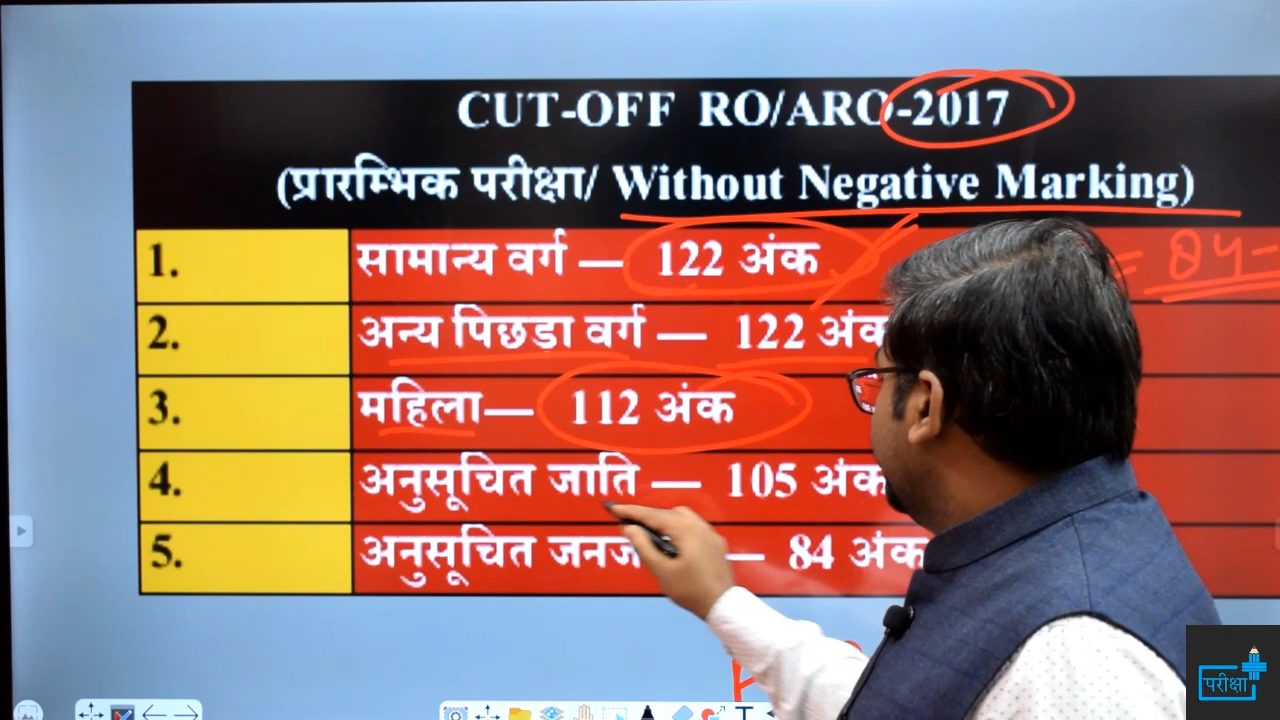 CUT-OFF RO/ARO-2017
(प्रारम्भिक परीक्षा/ Without Negative Marking)
1. सामान्य वर्ग — 122 अंक
= 84-
2. अन्य पिछडा वर्ग — 122 अंक
3. महिला— 112 अंक
4. अनुसूचित जाति — 105 अंक
5. अनुसूचित — 84 अंक
परीक्षा